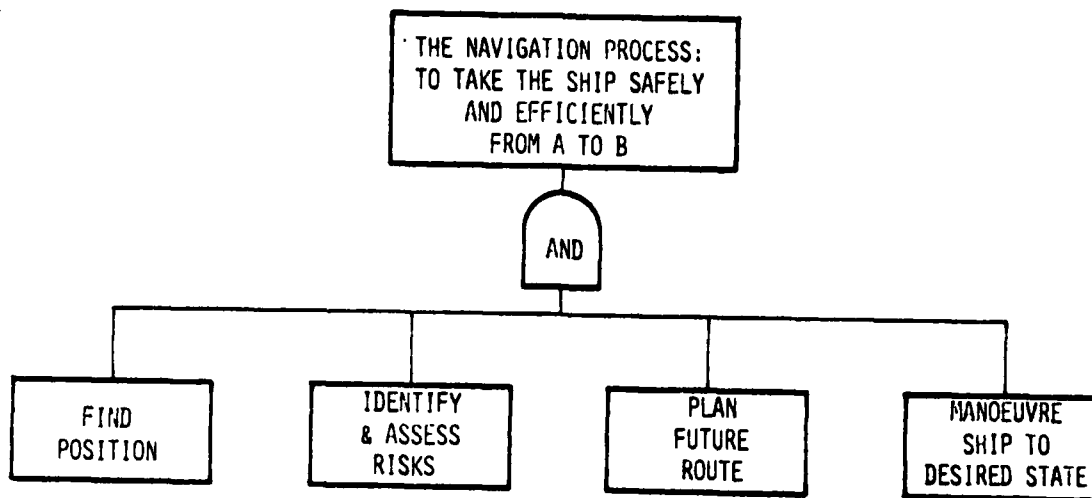 THE NAVIGATION PROCESS:
TO TAKE THE SHIP SAFELY
AND EFFICIENTLY
FROM A TO B
AND
FIND
POSITION
IDENTIFY
& ASSESS
RISKS
PLAN
FUTURE
ROUTE
MANOEUVRE
SHIP TO
DESIRED STATE